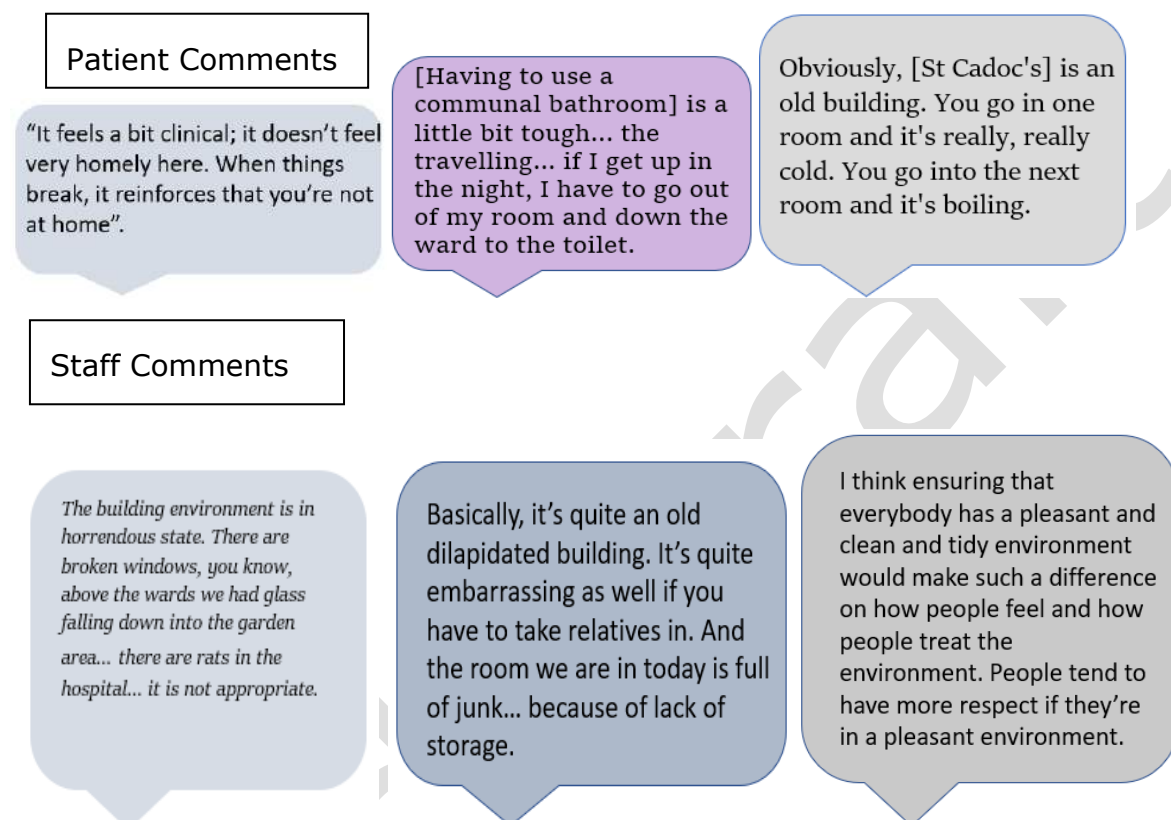 Patient Comments
“It feels a bit clinical; it doesn’t feel
very homely here. When things
break, it reinforces that you’re not
at home”.
[Having to use a
communal bathroom] is a
little bit tough... the
travelling... if I get up in
the night, I have to go out
of my room and down the
ward to the toilet.
Obviously, [St Cadoc's] is an
old building. You go in one
room and it's really, really
cold. You go into the next
room and it's boiling.
Staff Comments
The building environment is in
horrendous state. There are
broken windows, you know,
above the wards we had glass
falling down into the garden
area... there are rats in the
hospital... it is not appropriate.
Basically, it’s quite an old
dilapidated building. It’s quite
embarrassing as well if you
have to take relatives in. And
the room we are in today is full
of junk... because of lack of
storage.
I think ensuring that
everybody has a pleasant and
clean and tidy environment
would make such a difference
on how people feel and how
people treat the
environment. People tend to
have more respect if they’re
in a pleasant environment.